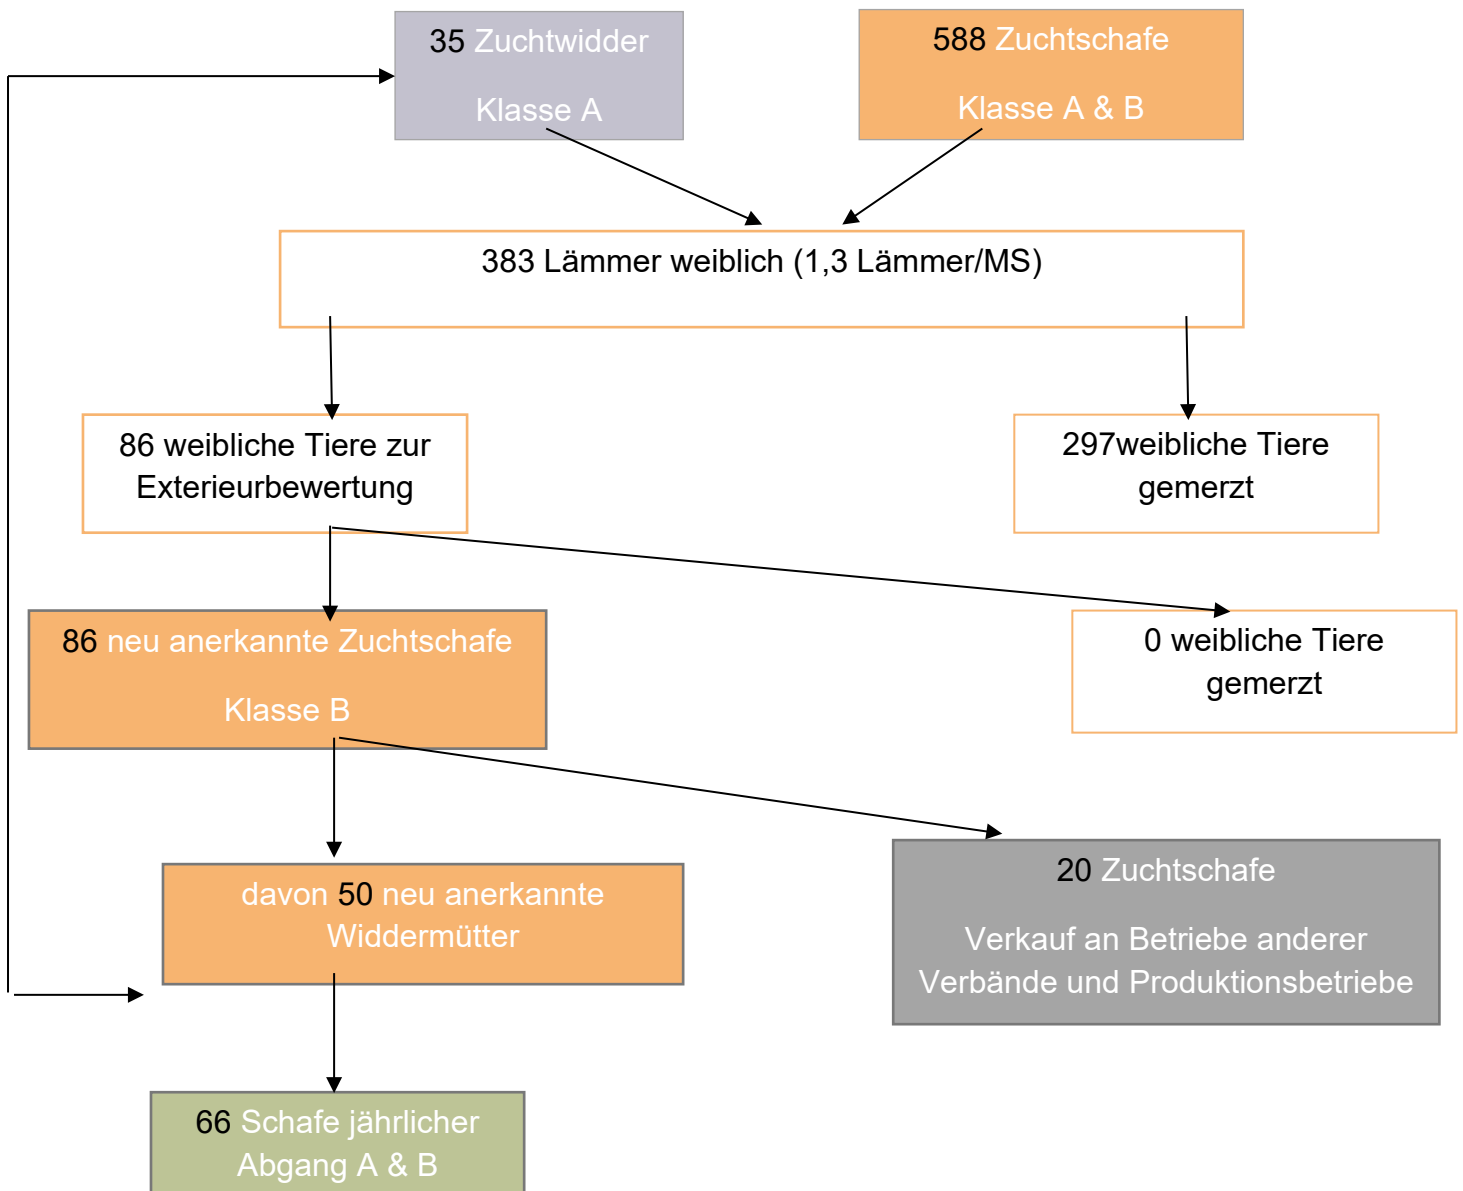 35 Zuchtwidder
Klasse A
588 Zuchtschafe
Klasse A & B
383 Lämmer weiblich (1,3 Lämmer/MS)
86 weibliche Tiere zur
Exterieurbewertung
297weibliche Tiere
gemerzt
86 neu anerkannte Zuchtschafe
Klasse B
0 weibliche Tiere
gemerzt
davon 50 neu anerkannte
Widdermütter
20 Zuchtschafe
Verkauf an Betriebe anderer
Verbände und Produktionsbetriebe
66 Schafe jährlicher
Abgang A & B